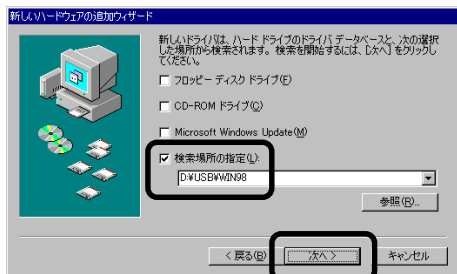 新しいハードウェアの追加ウィザード
新しいドライバは、ハード ドライブのドライバ データベースと、次の選択
した場所から検索されます。検索を開始するには、[次へ] をクリックし
てください。
フロッピー ディスク ドライブ(F)
CD-ROM ドライブ(C)
Microsoft Windows Update(M)
検索場所の指定(L):
D:¥USB¥WIN98
参照(R)...
< 戻る(B)
次へ >
キャンセル